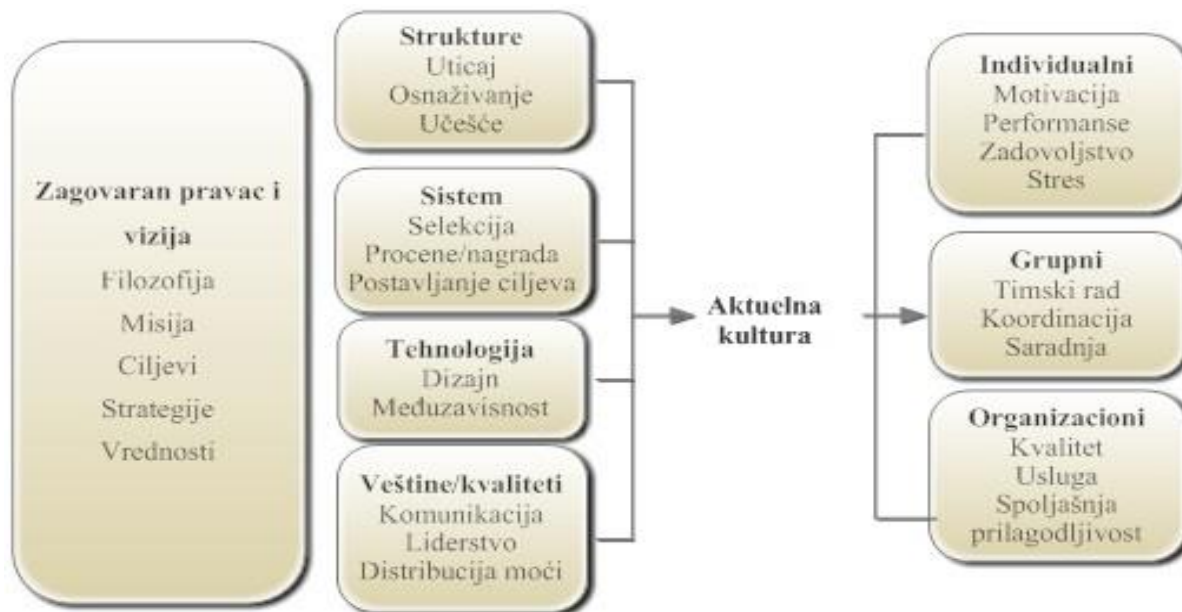 Zagovaran pravac i
vizija
Filozofija
Misija
Ciljevi
Strategije
Vrednosti
Strukture
Uticaj
Osnaživanje
Učešće
Sistem
Selekcija
Procene/nagrada
Postavljanje ciljeva
Tehnologija
Dizajn
Međuzavisnost
Veštine/kvaliteti
Komunikacija
Liderstvo
Distribucija moći
Aktuelna
kultura
Individualni
Motivacija
Performanse
Zadovoljstvo
Stres
Grupni
Timski rad
Koordinacija
Saradnja
Organizacioni
Kvalitet
Usluga
Spoljašnja
prilagodljivost